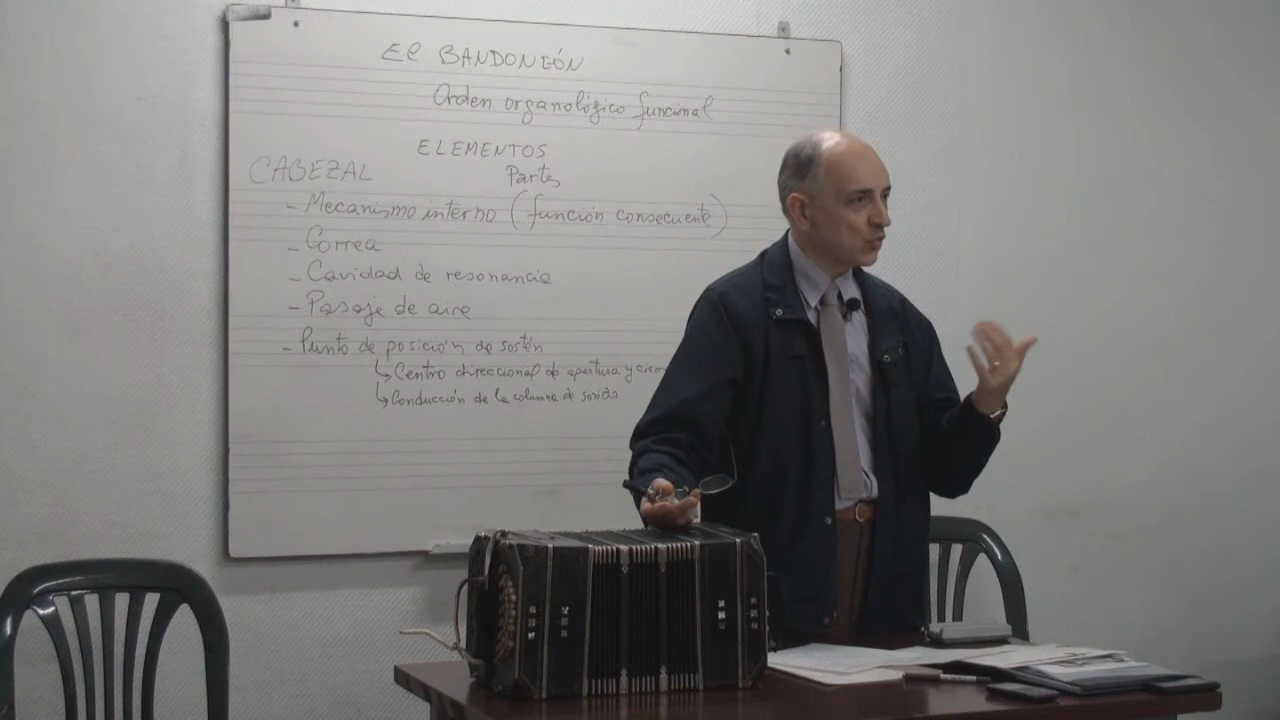 El BANDONEÓN
Orden organológico funcional
ELEMENTOS
CABEZAL
Partes
- Mecanismo interno (función consecuente)
- Correa
- Cavidad de resonancia
- Pasaje de aire
- Punto de posición de sostén
↳ Centro direccional de apertura y cier
↳ Conducción de la columna de sonido